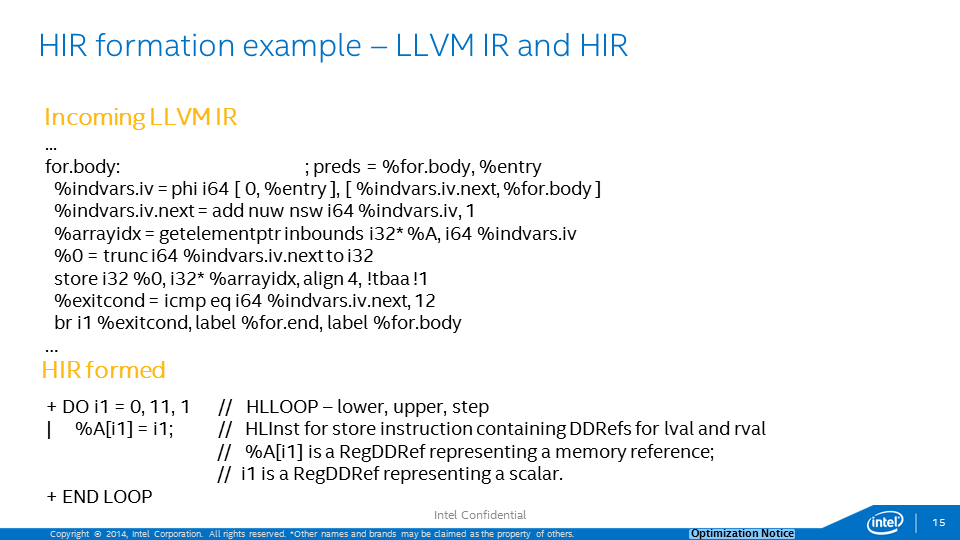 HIR formation example – LLVM IR and HIR
Incoming LLVM IR
...
for.body: ; preds = %for.body, %entry
%indvars.iv = phi i64 [ 0, %entry ], [ %indvars.iv.next, %for.body ]
%indvars.iv.next = add nuw nsw i64 %indvars.iv, 1
%arrayidx = getelementptr inbounds i32* %A, i64 %indvars.iv
%0 = trunc i64 %indvars.iv.next to i32
store i32 %0, i32* %arrayidx, align 4, !tbaa !1
%exitcond = icmp eq i64 %indvars.iv.next, 12
br i1 %exitcond, label %for.end, label %for.body
...
HIR formed
+ DO i1 = 0, 11, 1 // HLLOOP – lower, upper, step
| %A[i1] = i1; // HLInst for store instruction containing DDRefs for lval and rval
// %A[i1] is a RegDDRef representing a memory reference;
// i1 is a RegDDRef representing a scalar.
+ END LOOP
Intel Confidential
Copyright © 2014, Intel Corporation. All rights reserved. *Other names and brands may be claimed as the property of others.
Optimization Notice
intel
15